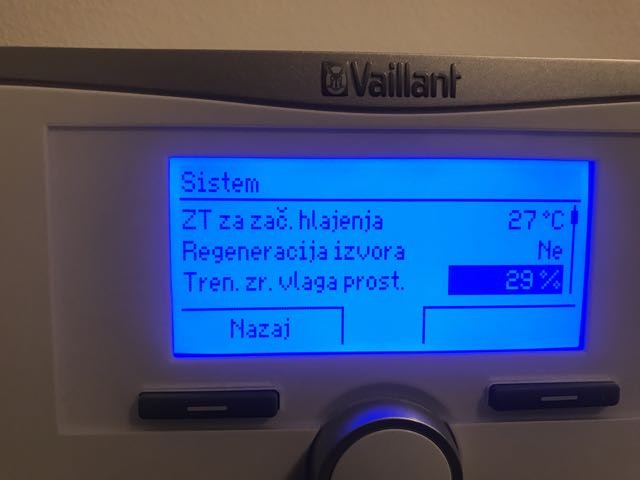 Vaillant
Sistem
ZT za zač. hlajenja 27 °C
Regeneracija izvora Ne
Tren. zr. vlaga prost. 29 %
Nazaj